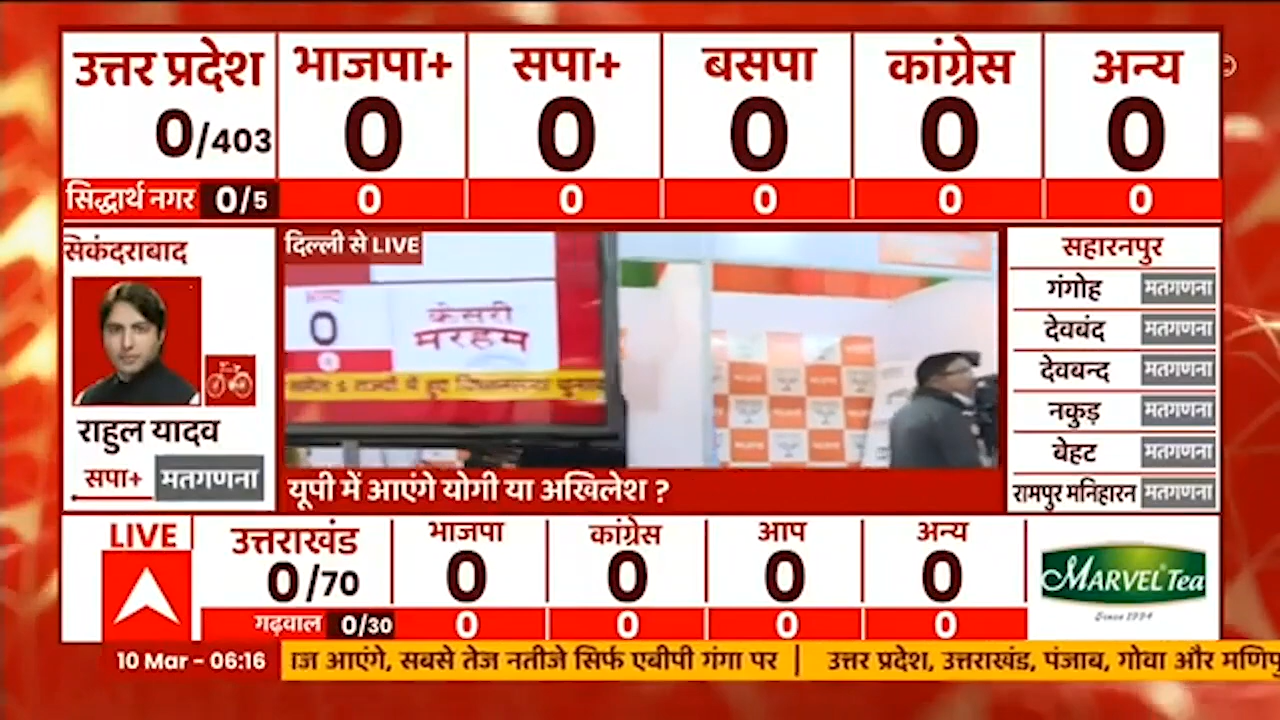 उत्तर प्रदेश भाजपा+ सपा+ बसपा कांग्रेस अन्य
0/403 0 0 0 0 0
सिद्धार्थ नगर 0/5 0 0 0 0 0
सिकंदराबाद
राहुल यादव
सपा+ मतगणना
दिल्ली से LIVE
0
केसरी
मरहम
0
यूपी में आएंगे योगी या अखिलेश ?
सहारनपुर
गंगोह मतगणना
देवबंद मतगणना
देवबन्द मतगणना
नकुड़ मतगणना
बेहट मतगणना
रामपुर मनिहारन मतगणना
LIVE
उत्तराखंड भाजपा कांग्रेस आप अन्य
0/70 0 0 0 0
गढ़वाल 0/30 0 0 0 0
MARVEL Tea
Since 1994
10 Mar - 06:16
ाज आएंगे, सबसे तेज नतीजे सिर्फ एबीपी गंगा पर | उत्तर प्रदेश, उत्तराखंड, पंजाब, गोवा और मणिपु